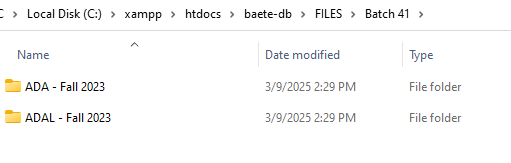 Local Disk (C:) > xampp > htdocs > baete-db > FILES > Batch 41 >
Name Date modified Type
ADA - Fall 2023 3/9/2025 2:29 PM File folder
ADAL - Fall 2023 3/9/2025 2:29 PM File folder